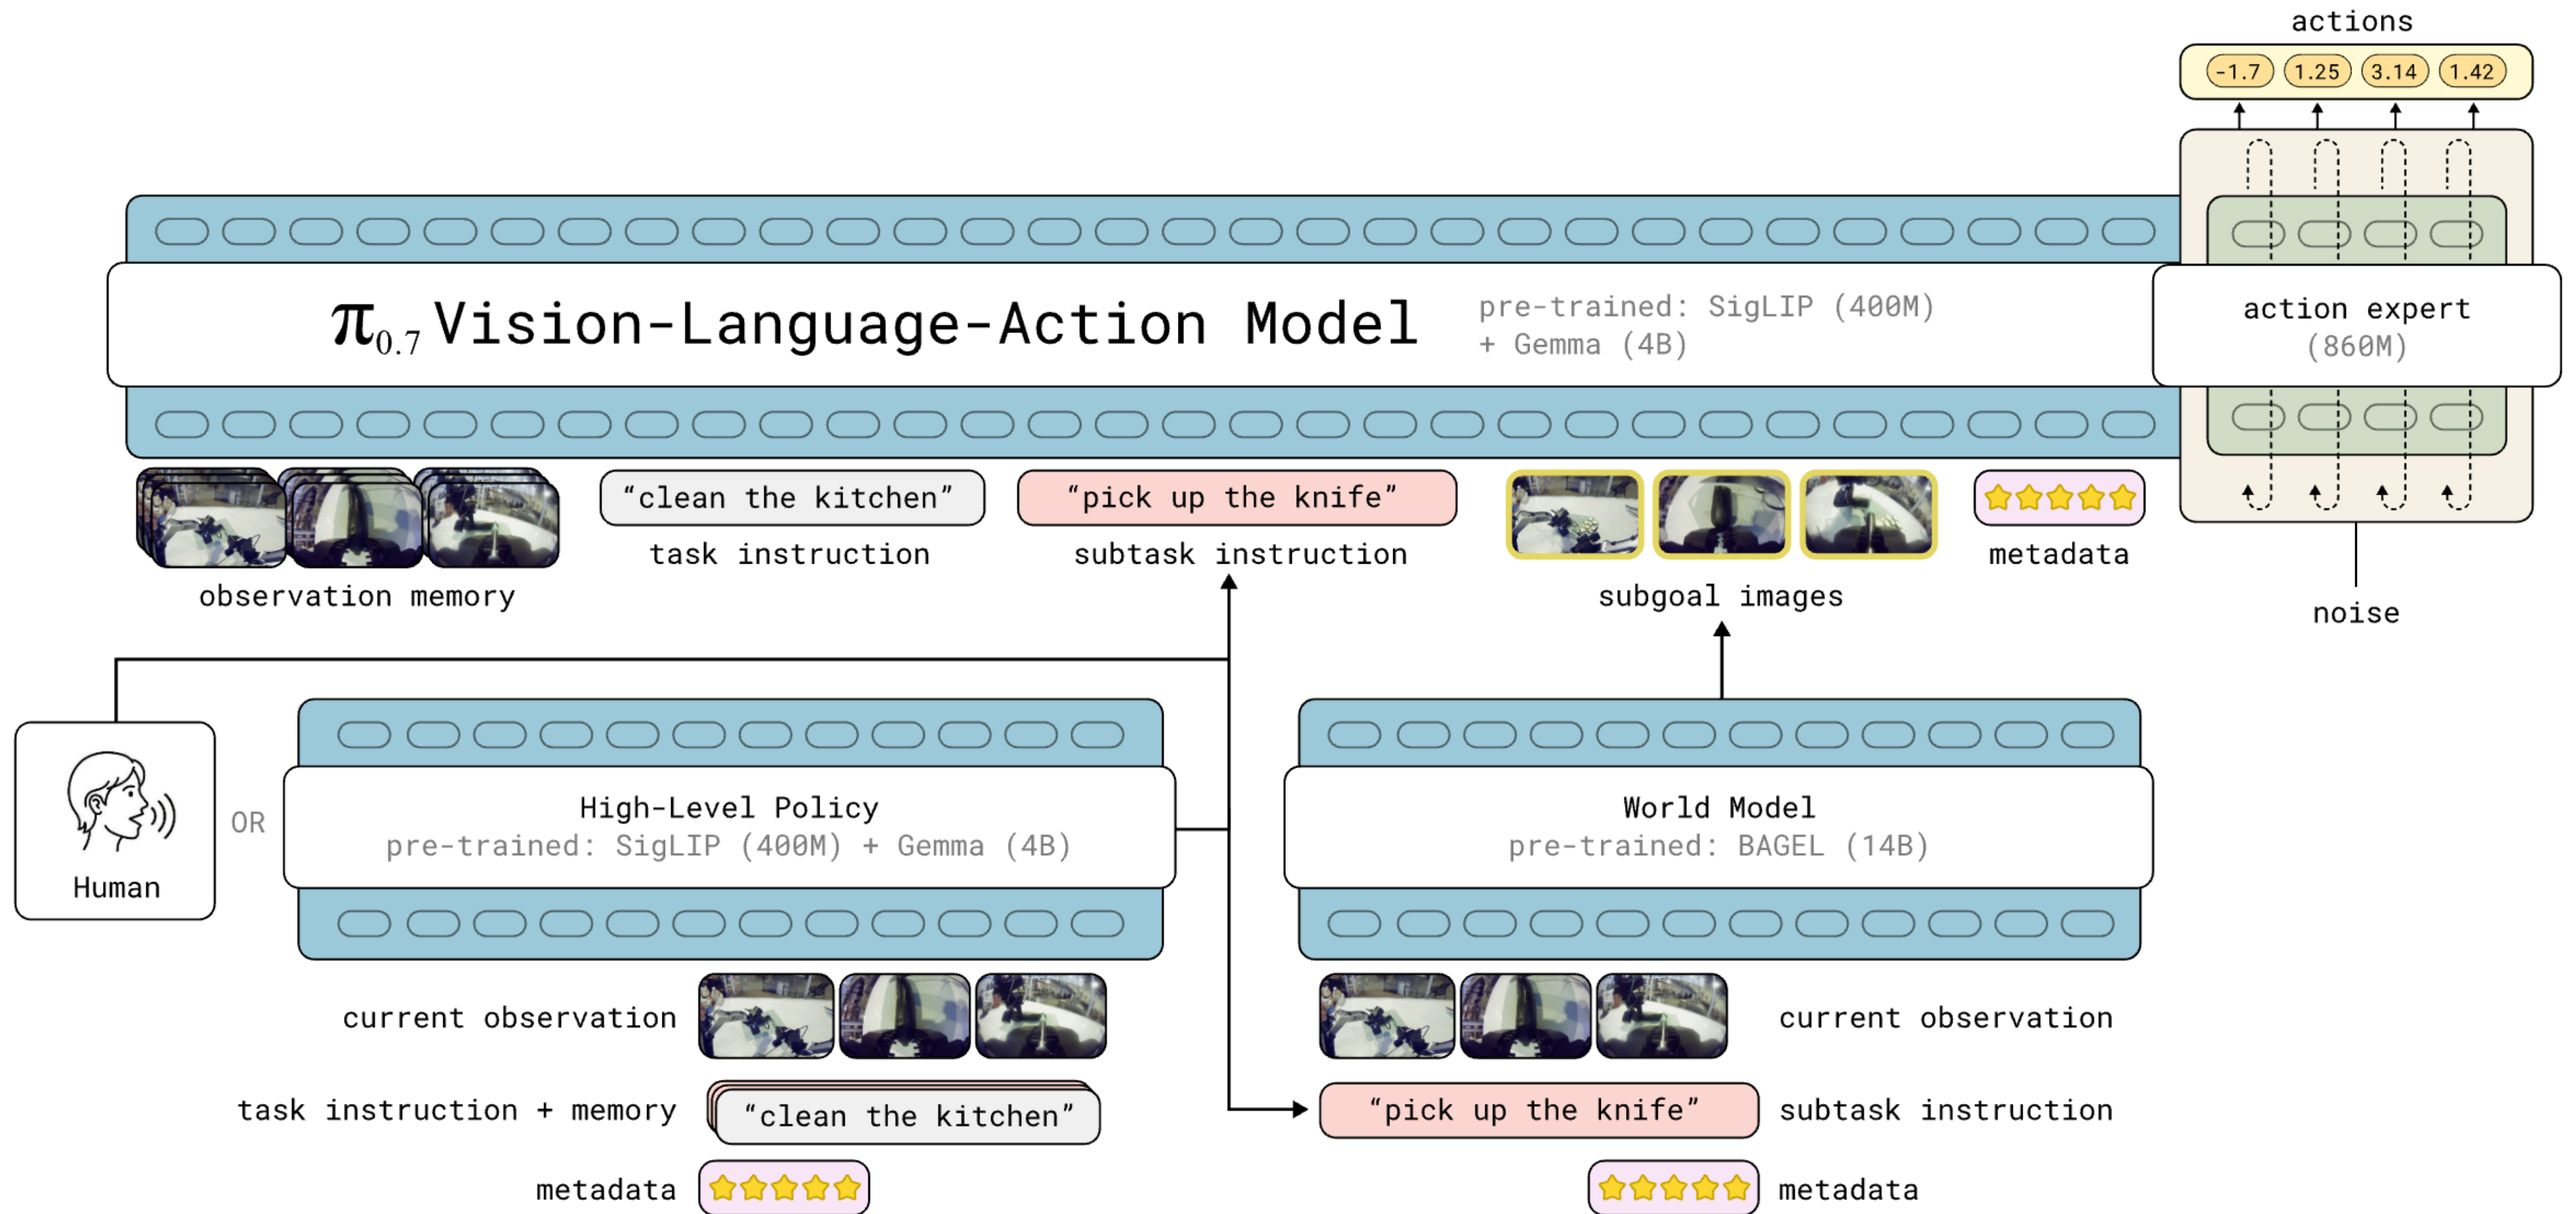 actions
-1.7 1.25 3.14 1.42
π0.7 Vision-Language-Action Model
pre-trained: SigLIP (400M)
+ Gemma (4B)
action expert
(860M)
“clean the kitchen”
“pick up the knife”
observation memory
task instruction
subtask instruction
subgoal images
metadata
noise
Human
OR
High-Level Policy
pre-trained: SigLIP (400M) + Gemma (4B)
World Model
pre-trained: BAGEL (14B)
current observation
task instruction + memory
“clean the kitchen”
metadata
current observation
“pick up the knife”
subtask instruction
metadata